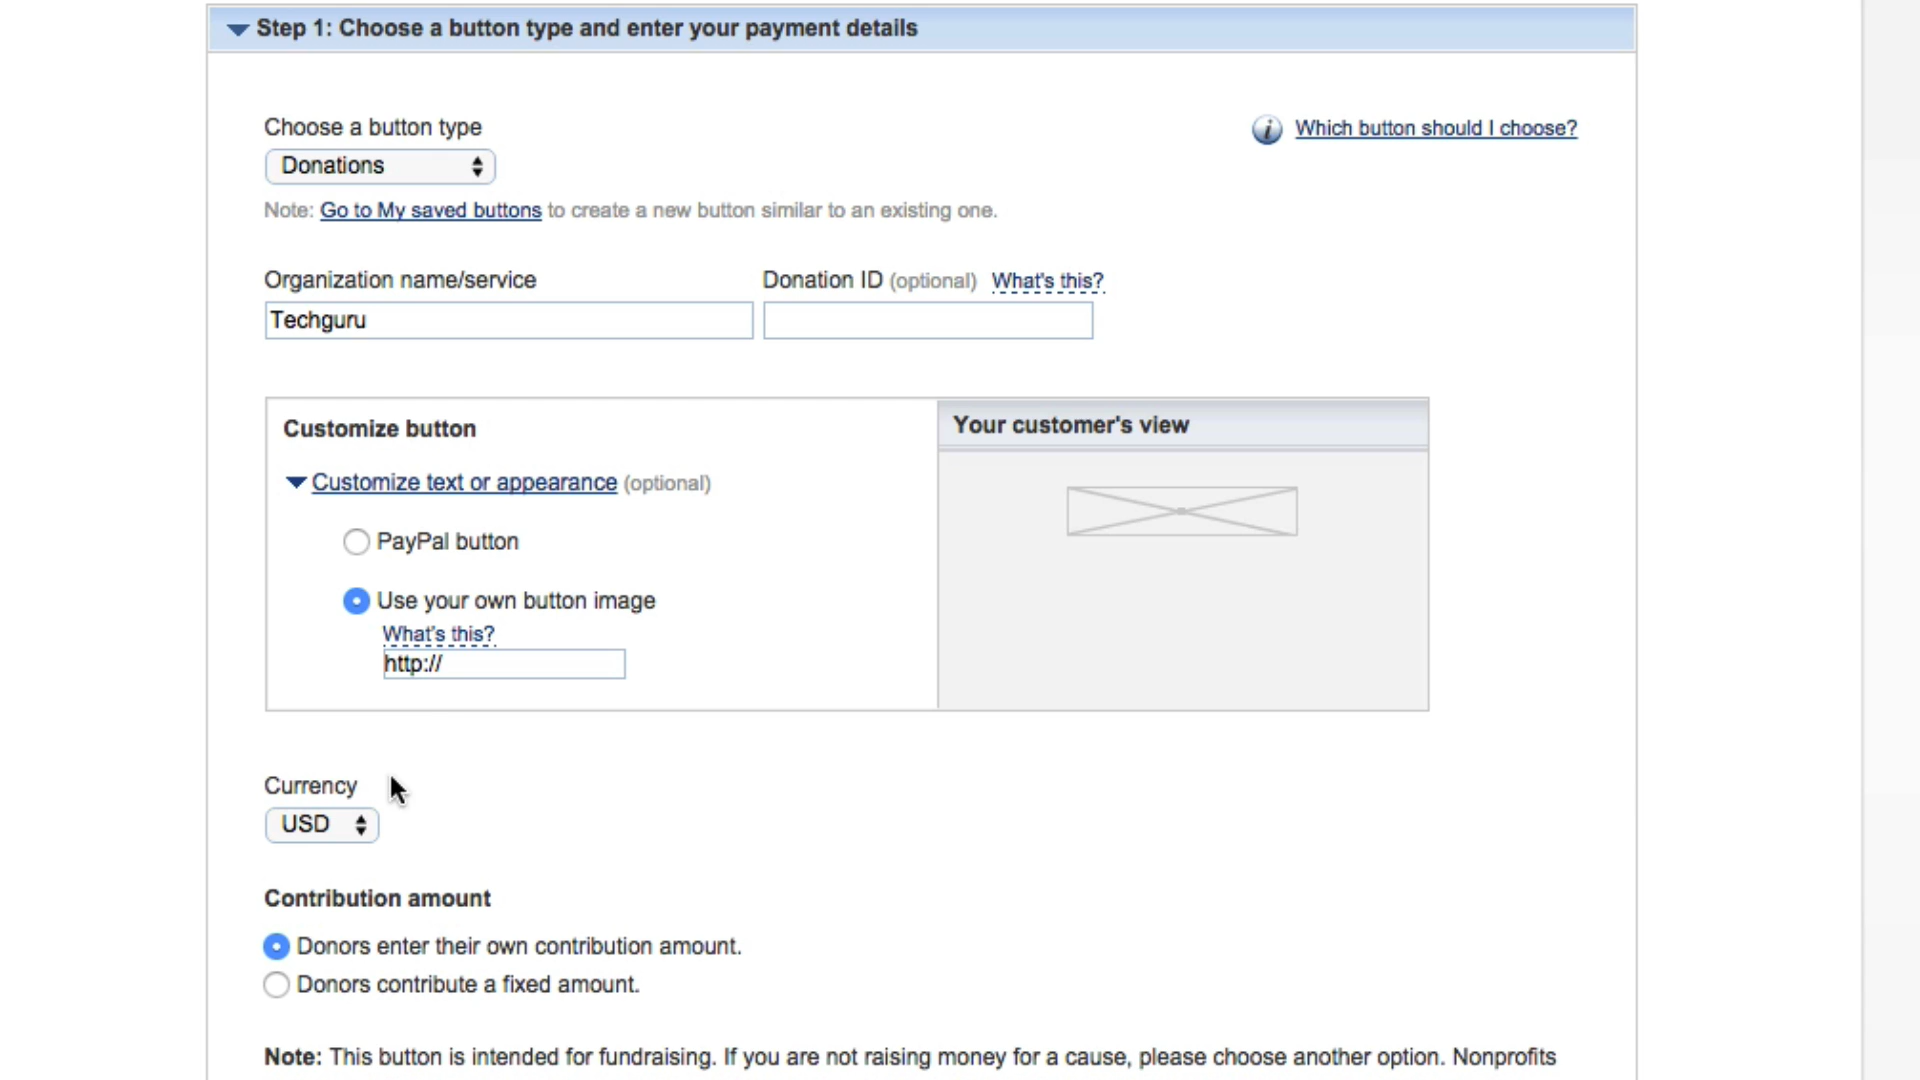 Step 1: Choose a button type and enter your payment details
Choose a button type
Which button should I choose?
Donations
Note: Go to My saved buttons to create a new button similar to an existing one.
Organization name/service
Donation ID (optional) What's this?
Techguru
Customize button
Your customer's view
Customize text or appearance (optional)
PayPal button
Use your own button image
What's this?
http://
Currency
USD
Contribution amount
Donors enter their own contribution amount.
Donors contribute a fixed amount.
Note: This button is intended for fundraising. If you are not raising money for a cause, please choose another option. Nonprofits